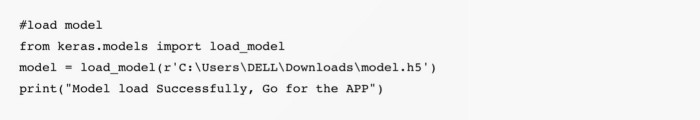 #load model
from keras.models import load_model
model = load_model(r'C:\Users\DELL\Downloads\model.h5')
print("Model load Successfully, Go for the APP")